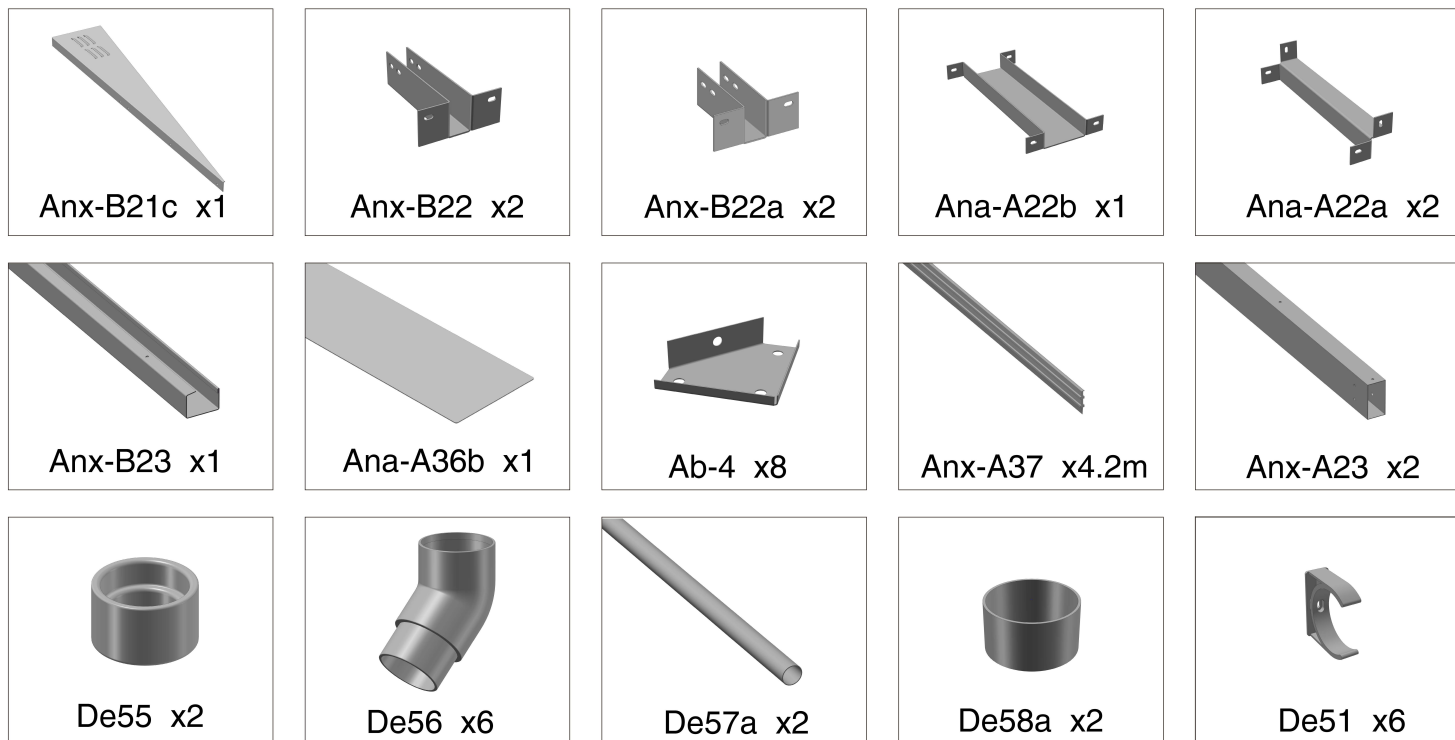 Anx-B21c x1
Anx-B22 x2
Anx-B22a x2
Ana-A22b x1
Ana-A22a x2
Anx-B23 x1
Ana-A36b x1
Ab-4 x8
Anx-A37 x4.2m
Anx-A23 x2
De55 x2
De56 x6
De57a x2
De58a x2
De51 x6